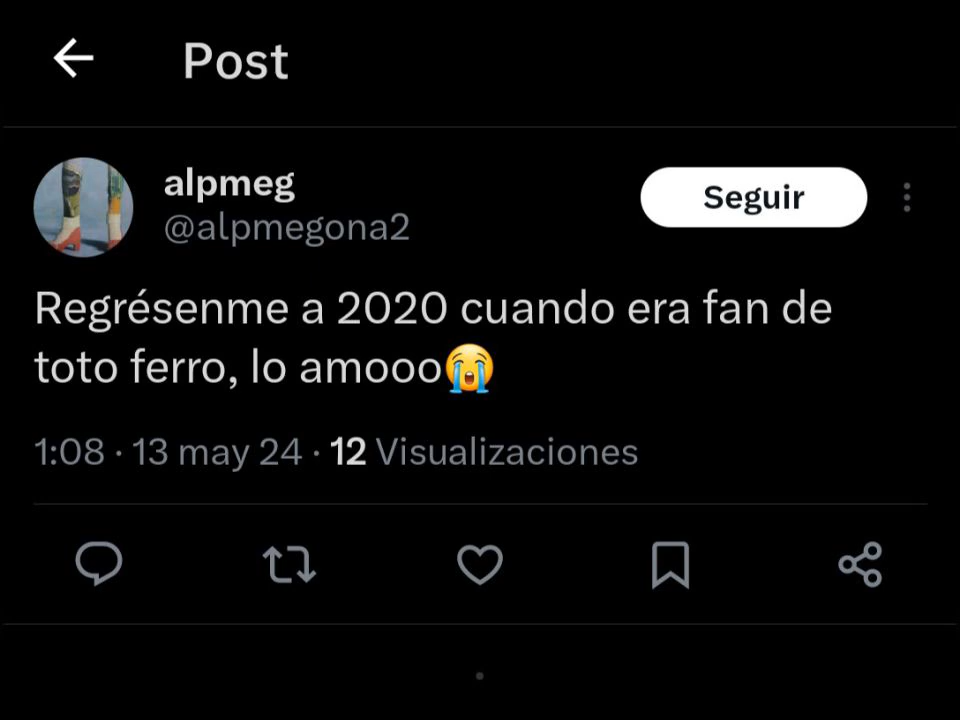 Post
alpmeg
@alpmegona2
Seguir
Regrésenme a 2020 cuando era fan de
toto ferro, lo amooo😭
1:08 · 13 may 24 · 12 Visualizaciones